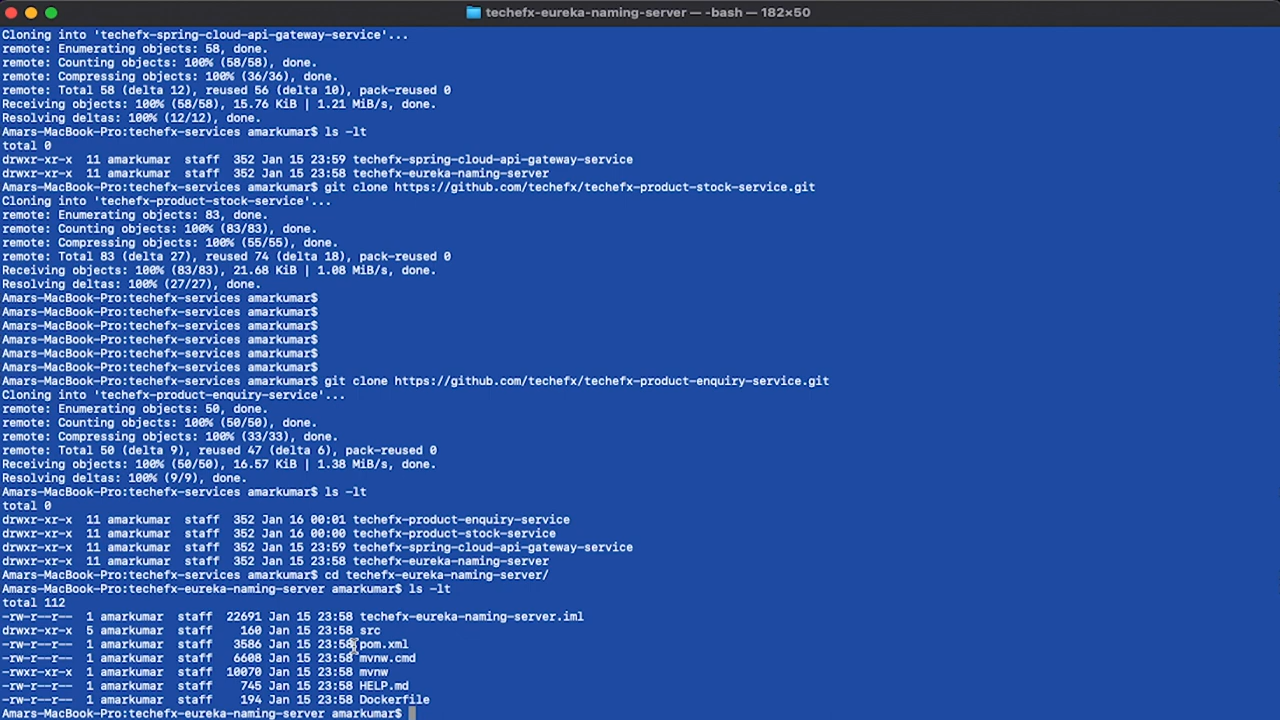 techefx-eureka-naming-server — -bash — 182×50
Cloning into 'techefx-spring-cloud-api-gateway-service'...
remote: Enumerating objects: 58, done.
remote: Counting objects: 100% (58/58), done.
remote: Compressing objects: 100% (36/36), done.
remote: Total 58 (delta 12), reused 56 (delta 10), pack-reused 0
Receiving objects: 100% (58/58), 15.76 KiB | 1.21 MiB/s, done.
Resolving deltas: 100% (12/12), done.
Amars-MacBook-Pro:techefx-services amarkumar$ ls -lt
total 0
drwxr-xr-x  11 amarkumar  staff  352 Jan 15 23:59 techefx-spring-cloud-api-gateway-service
drwxr-xr-x  11 amarkumar  staff  352 Jan 15 23:58 techefx-eureka-naming-server
Amars-MacBook-Pro:techefx-services amarkumar$ git clone https://github.com/techefx/techefx-product-stock-service.git
Cloning into 'techefx-product-stock-service'...
remote: Enumerating objects: 83, done.
remote: Counting objects: 100% (83/83), done.
remote: Compressing objects: 100% (55/55), done.
remote: Total 83 (delta 27), reused 74 (delta 18), pack-reused 0
Receiving objects: 100% (83/83), 21.68 KiB | 1.08 MiB/s, done.
Resolving deltas: 100% (27/27), done.
Amars-MacBook-Pro:techefx-services amarkumar$
Amars-MacBook-Pro:techefx-services amarkumar$
Amars-MacBook-Pro:techefx-services amarkumar$
Amars-MacBook-Pro:techefx-services amarkumar$
Amars-MacBook-Pro:techefx-services amarkumar$
Amars-MacBook-Pro:techefx-services amarkumar$
Amars-MacBook-Pro:techefx-services amarkumar$ git clone https://github.com/techefx/techefx-product-enquiry-service.git
Cloning into 'techefx-product-enquiry-service'...
remote: Enumerating objects: 50, done.
remote: Counting objects: 100% (50/50), done.
remote: Compressing objects: 100% (33/33), done.
remote: Total 50 (delta 9), reused 47 (delta 6), pack-reused 0
Receiving objects: 100% (50/50), 16.57 KiB | 1.38 MiB/s, done.
Resolving deltas: 100% (9/9), done.
Amars-MacBook-Pro:techefx-services amarkumar$ ls -lt
total 0
drwxr-xr-x  11 amarkumar  staff  352 Jan 16 00:01 techefx-product-enquiry-service
drwxr-xr-x  11 amarkumar  staff  352 Jan 16 00:00 techefx-product-stock-service
drwxr-xr-x  11 amarkumar  staff  352 Jan 15 23:59 techefx-spring-cloud-api-gateway-service
drwxr-xr-x  11 amarkumar  staff  352 Jan 15 23:58 techefx-eureka-naming-server
Amars-MacBook-Pro:techefx-services amarkumar$ cd techefx-eureka-naming-server/
Amars-MacBook-Pro:techefx-eureka-naming-server amarkumar$ ls -lt
total 112
-rw-r--r--  1 amarkumar  staff  22691 Jan 15 23:58 techefx-eureka-naming-server.iml
drwxr-xr-x  5 amarkumar  staff    160 Jan 15 23:58 src
-rw-r--r--  1 amarkumar  staff   3586 Jan 15 23:58 pom.xml
-rw-r--r--  1 amarkumar  staff   6608 Jan 15 23:58 mvnw.cmd
-rwxr-xr-x  1 amarkumar  staff  10070 Jan 15 23:58 mvnw
-rw-r--r--  1 amarkumar  staff    745 Jan 15 23:58 HELP.md
-rw-r--r--  1 amarkumar  staff    194 Jan 15 23:58 Dockerfile
Amars-MacBook-Pro:techefx-eureka-naming-server amarkumar$